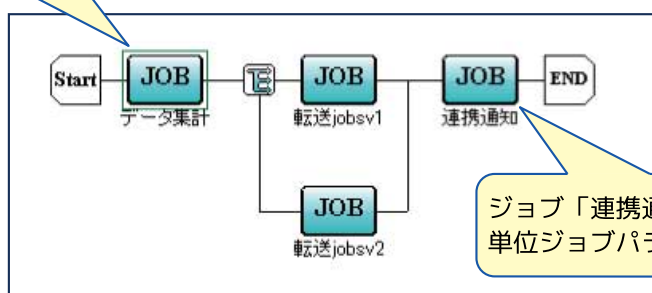 Start
JOB
JOB
JOB
END
データ集計
転送jobsv1
連携通知
JOB
転送jobsv2
ジョブ「連携通
単位ジョブパラ